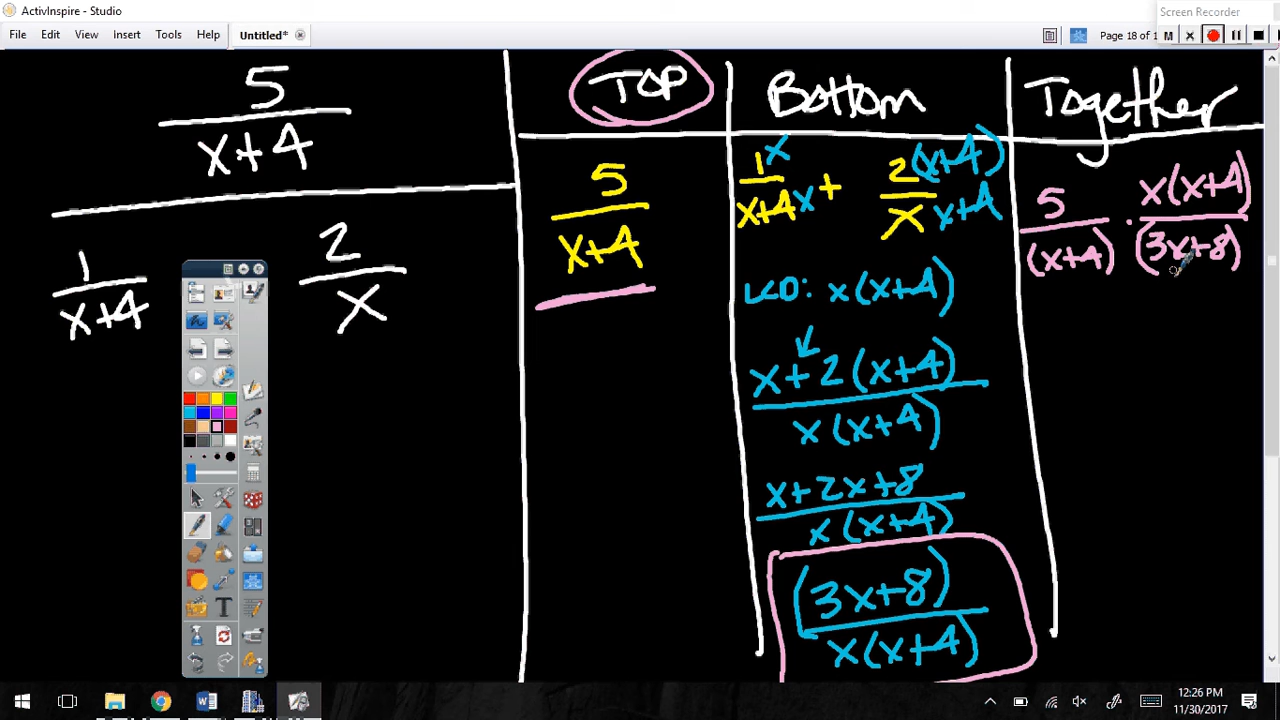 ActivInspire - Studio
Screen Recorder
File Edit View Insert Tools Help Untitled* Page 18 of 1
M
5
x+4
1
x+4
2
x
T
TOP
5
x+4
Bottom
1 x + 2 (x+4)
x+4 x x x+4
LCD: x(x+4)
x+2(x+4)
x(x+4)
x+2x+8
x(x+4)
(3x+8)
x(x+4)
Together
5 · x(x+4)
(x+4) (3x+8)
12:26 PM
11/30/2017